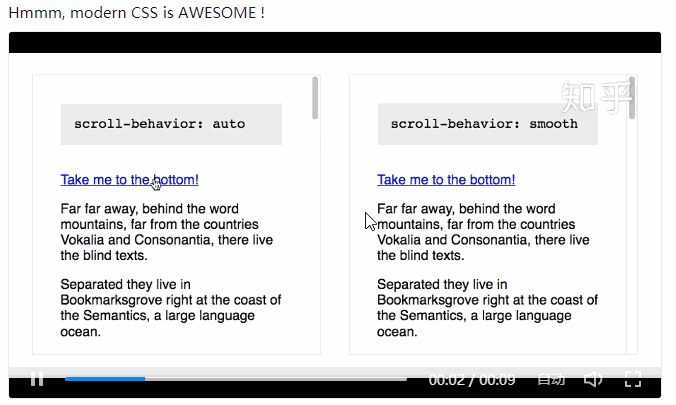 Hmmm, modern CSS is AWESOME !
知乎
scroll-behavior: auto
Take me to the bottom!
Far far away, behind the word
mountains, far from the countries
Vokalia and Consonantia, there live
the blind texts.
Separated they live in
Bookmarksgrove right at the coast of
the Semantics, a large language
ocean.
scroll-behavior: smooth
Take me to the bottom!
Far far away, behind the word
mountains, far from the countries
Vokalia and Consonantia, there live
the blind texts.
Separated they live in
Bookmarksgrove right at the coast of
the Semantics, a large language
ocean.
00:02 / 00:09 自动